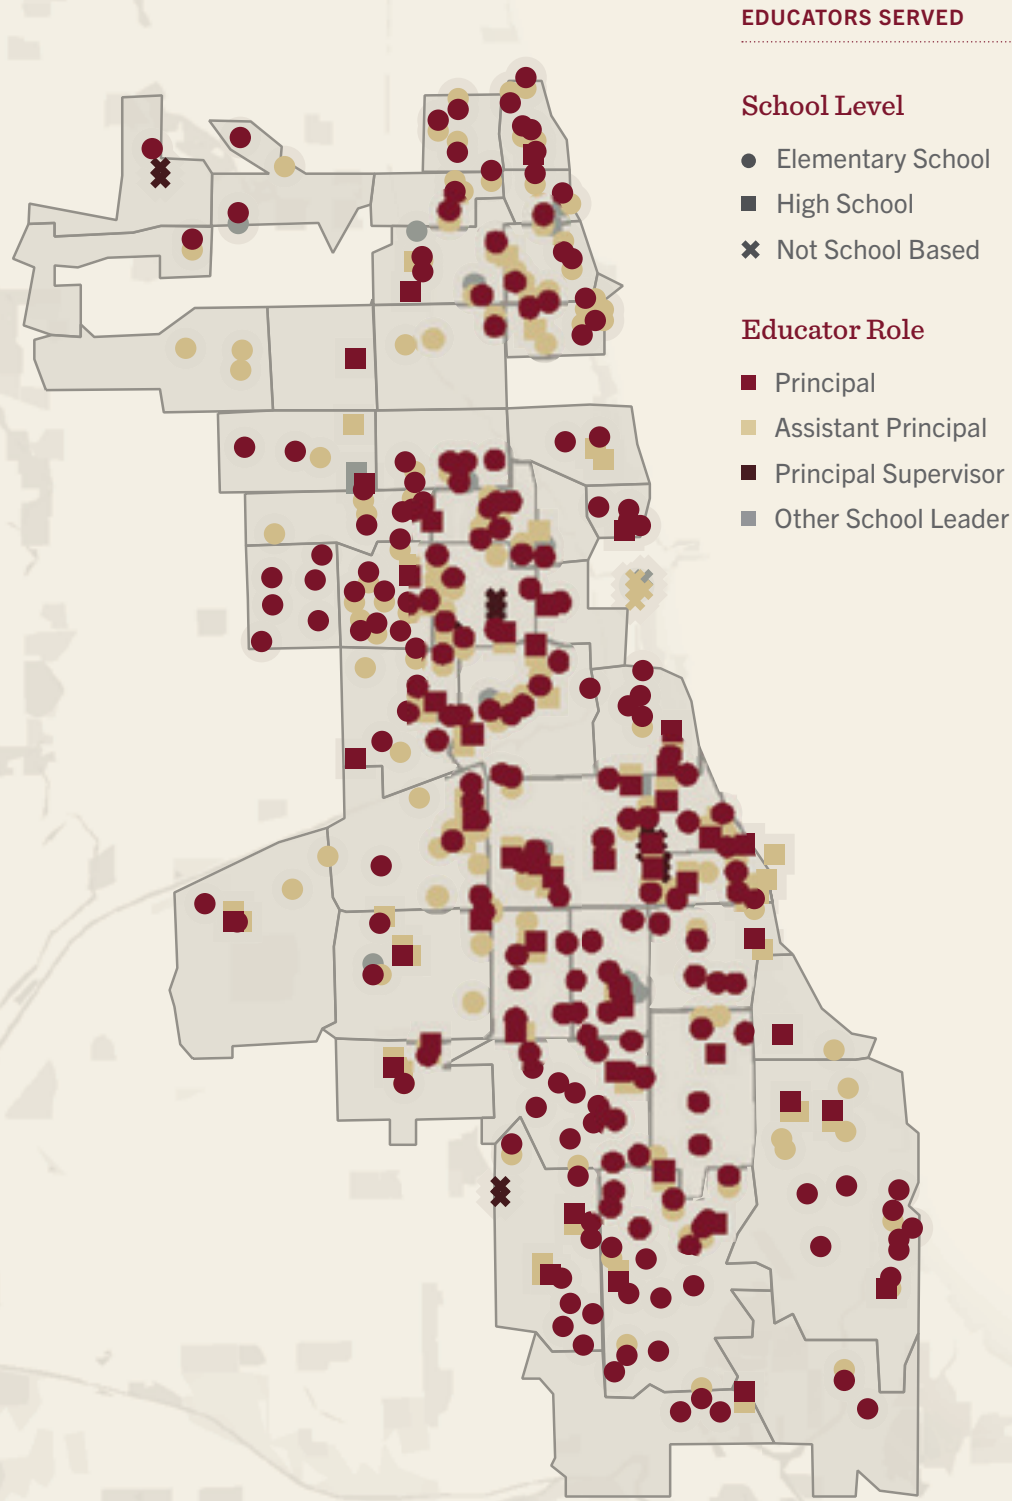 EDUCATORS SERVED
School Level
Elementary School
High School
Not School Based
Educator Role
Principal
Assistant Principal
Principal Supervisor
Other School Leader